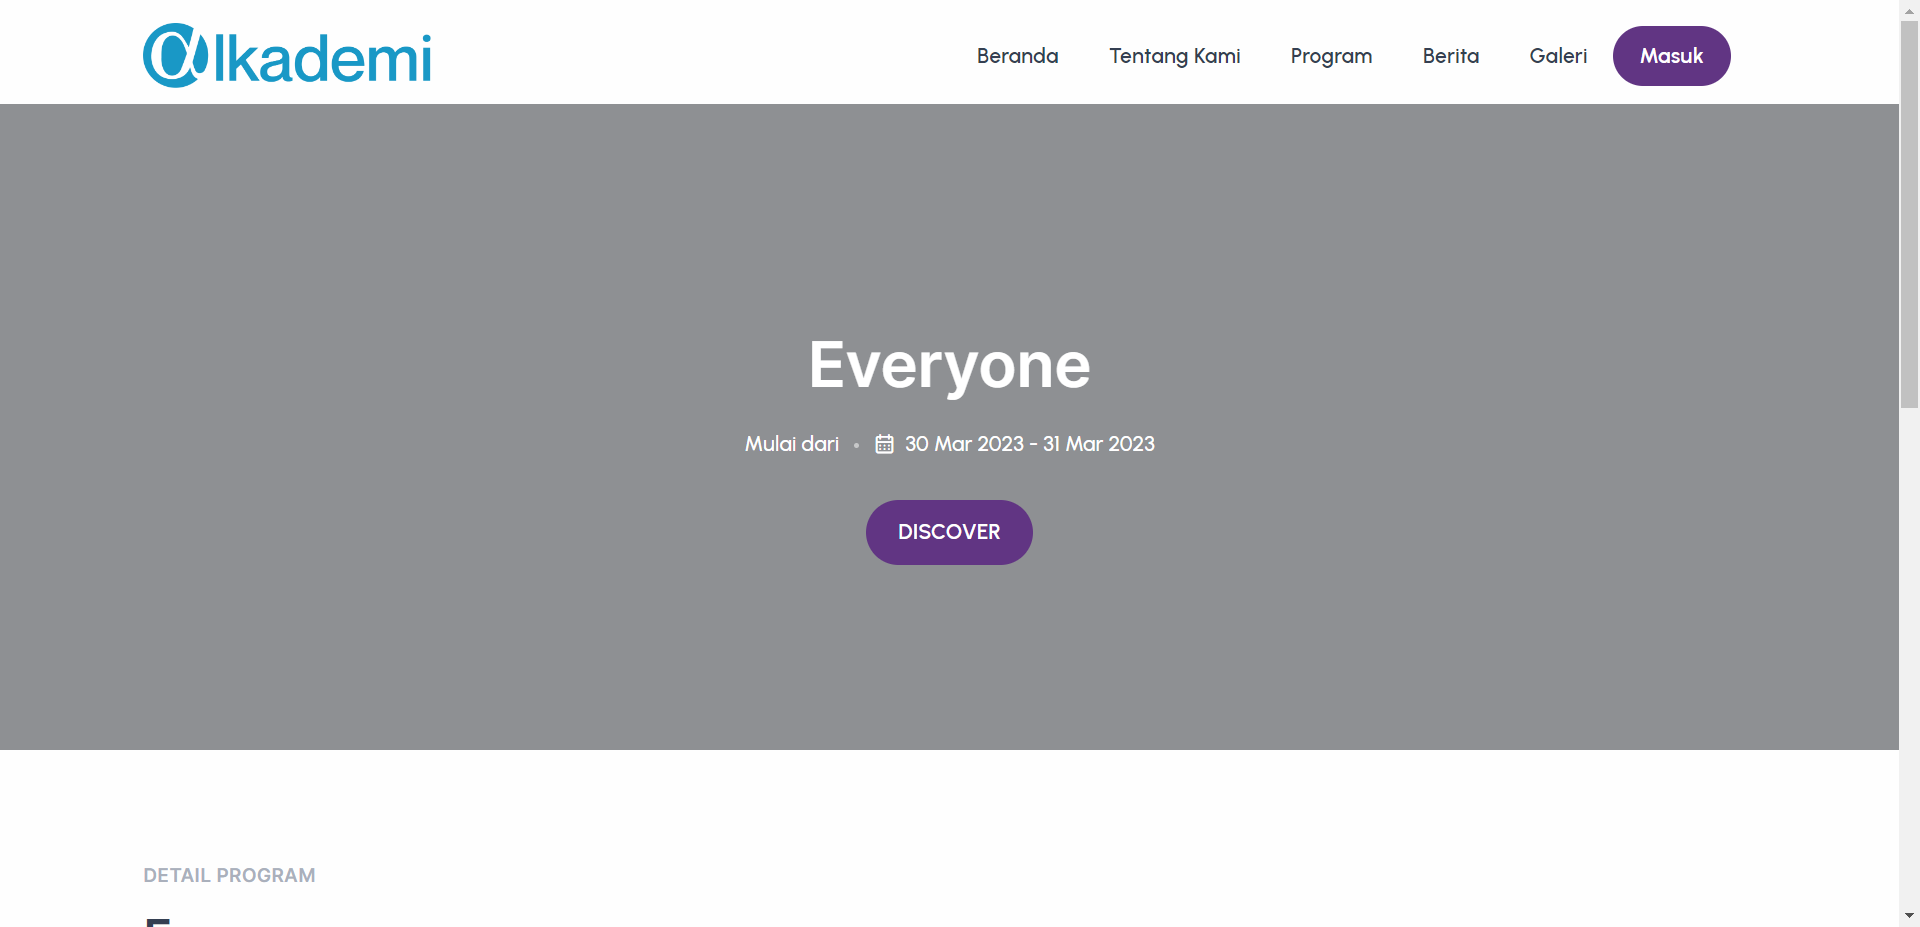 @lkademi
Beranda
Tentang Kami
Program
Berita
Galeri
Masuk
Everyone
Mulai dari • 30 Mar 2023 - 31 Mar 2023
DISCOVER
DETAIL PROGRAM